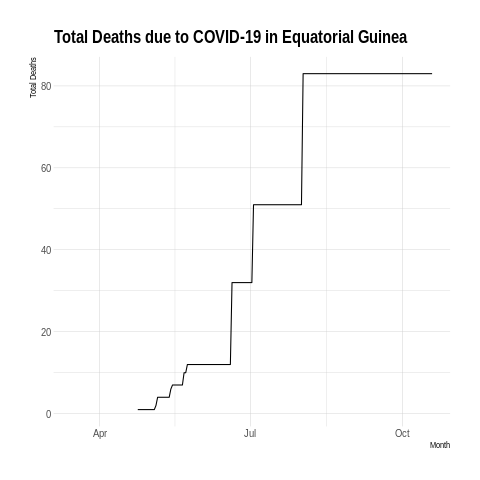 Total Deaths due to COVID-19 in Equatorial Guinea
Total Deaths
80
60
40
20
0
Apr
Jul
Oct
Month